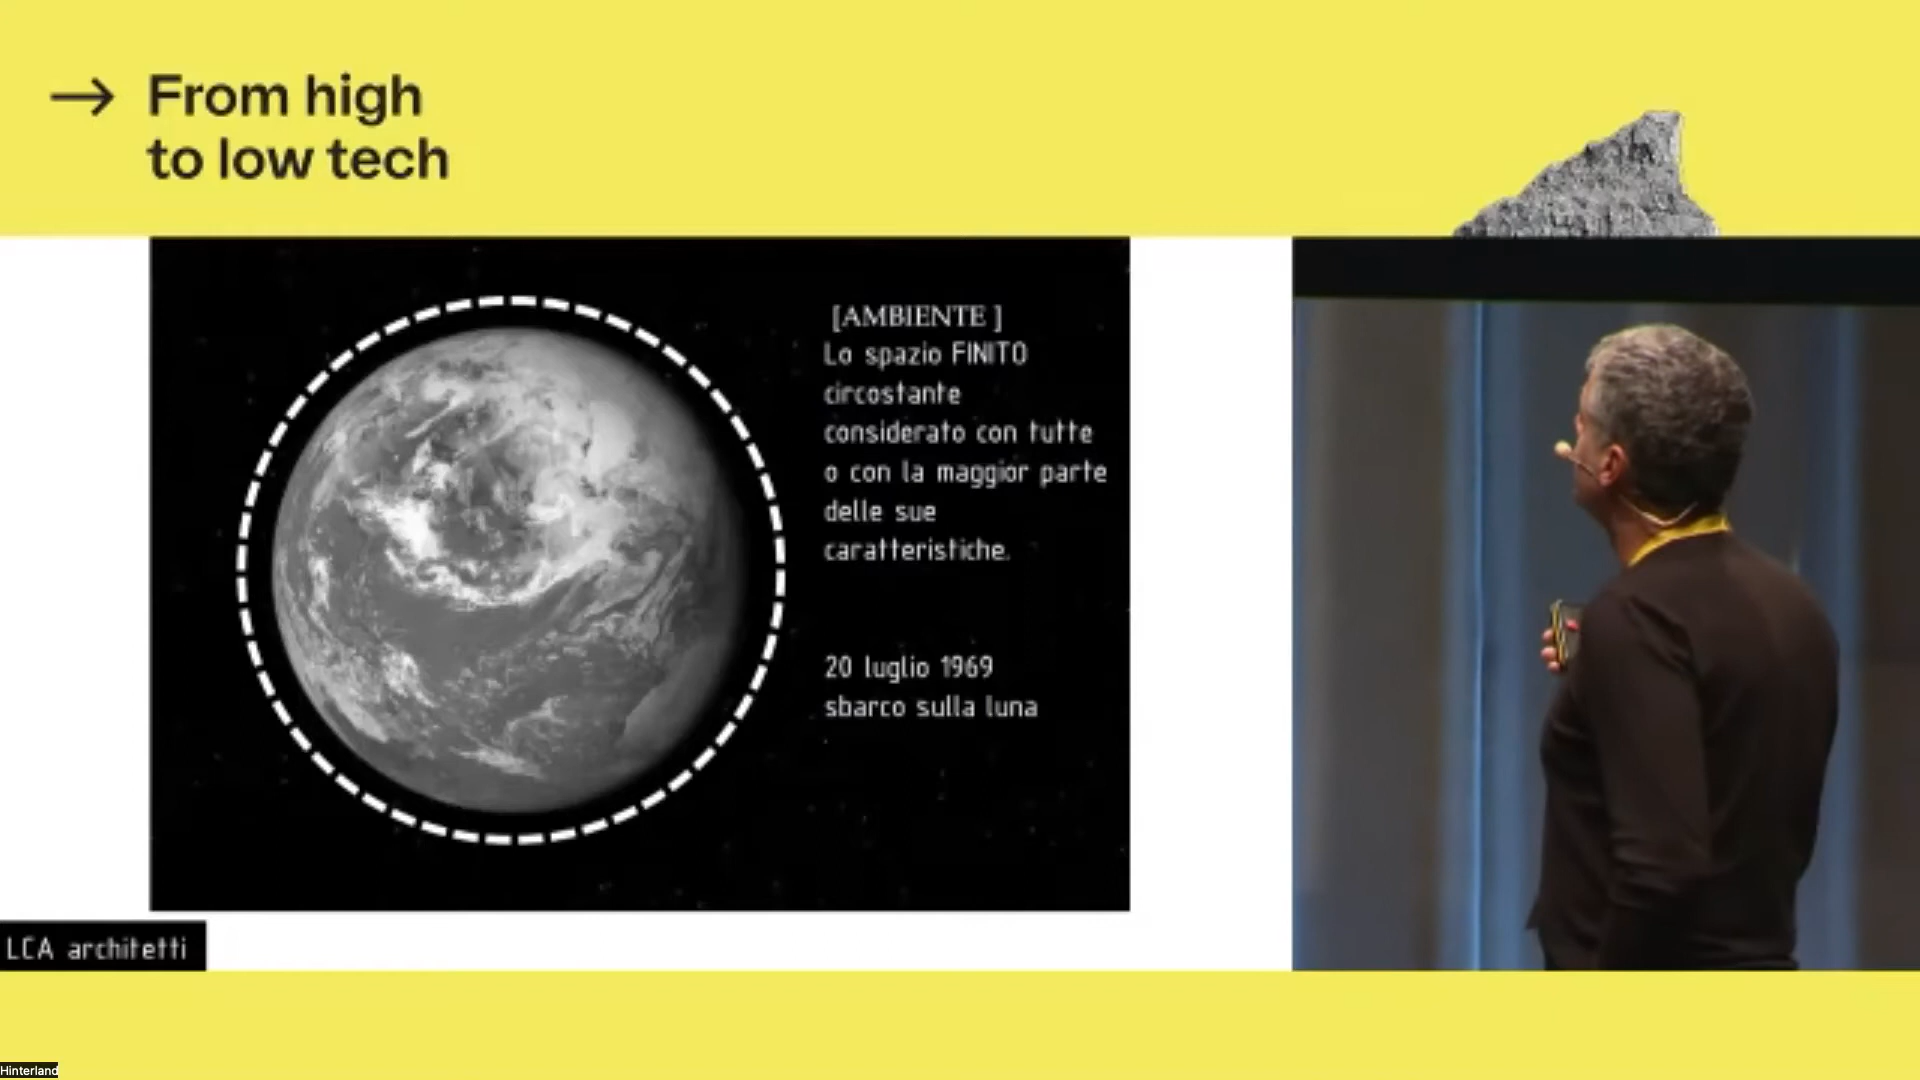 → From high
to low tech
[AMBIENTE ]
Lo spazio FINITO
circostante
considerato con tutte
o con la maggior parte
delle sue
caratteristiche.
20 luglio 1969
sbarco sulla luna
LCA architetti
Hinterland